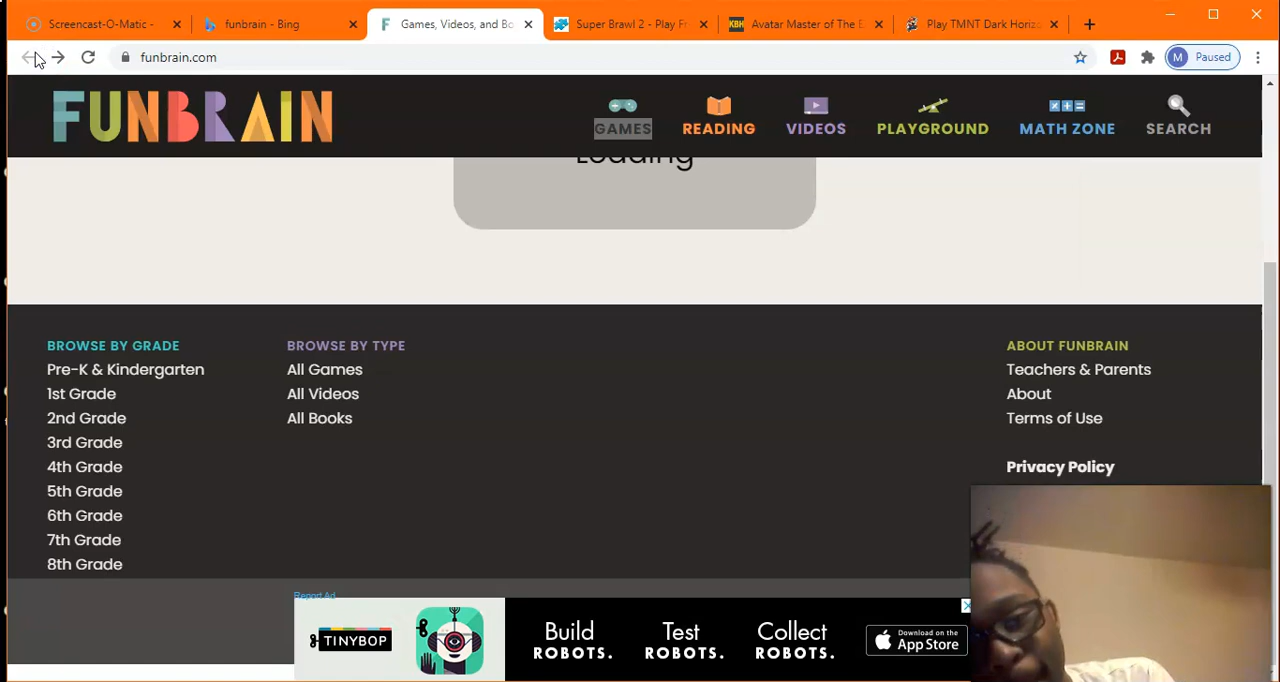 Screencast-O-Matic -
funbrain - Bing
Games, Videos, and Bo
Super Brawl 2 - Play Fr
KBH
Avatar Master of The E
Play TMNT Dark Horiz
funbrain.com
M Paused
FUNBRAIN
GAMES
READING
VIDEOS
PLAYGROUND
MATH ZONE
SEARCH
Loading
BROWSE BY GRADE
Pre-K & Kindergarten
1st Grade
2nd Grade
3rd Grade
4th Grade
5th Grade
6th Grade
7th Grade
8th Grade
BROWSE BY TYPE
All Games
All Videos
All Books
ABOUT FUNBRAIN
Teachers & Parents
About
Terms of Use
Privacy Policy
Report Ad
TINYBOP
Build
ROBOTS.
Test
ROBOTS.
Collect
ROBOTS.
Download on the
App Store